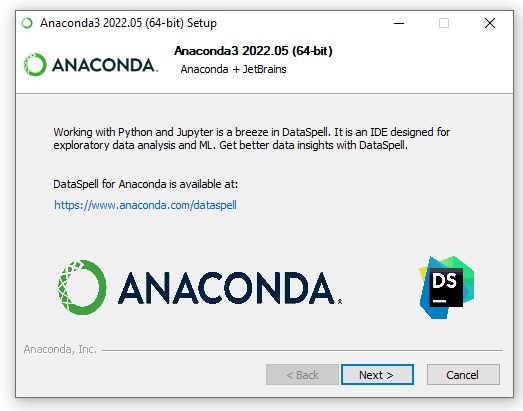 Anaconda3 2022.05 (64-bit) Setup
Anaconda3 2022.05 (64-bit)
Anaconda + JetBrains
ANACONDA.
Working with Python and Jupyter is a breeze in DataSpell. It is an IDE designed for
exploratory data analysis and ML. Get better data insights with DataSpell.
DataSpell for Anaconda is available at:
https://www.anaconda.com/dataspell
ANACONDA
DS
Anaconda, Inc.
< Back
Next >
Cancel